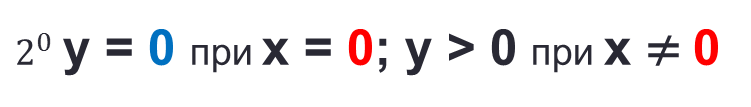 2⁰ y = 0 при x = 0; y > 0 при x ≠ 0